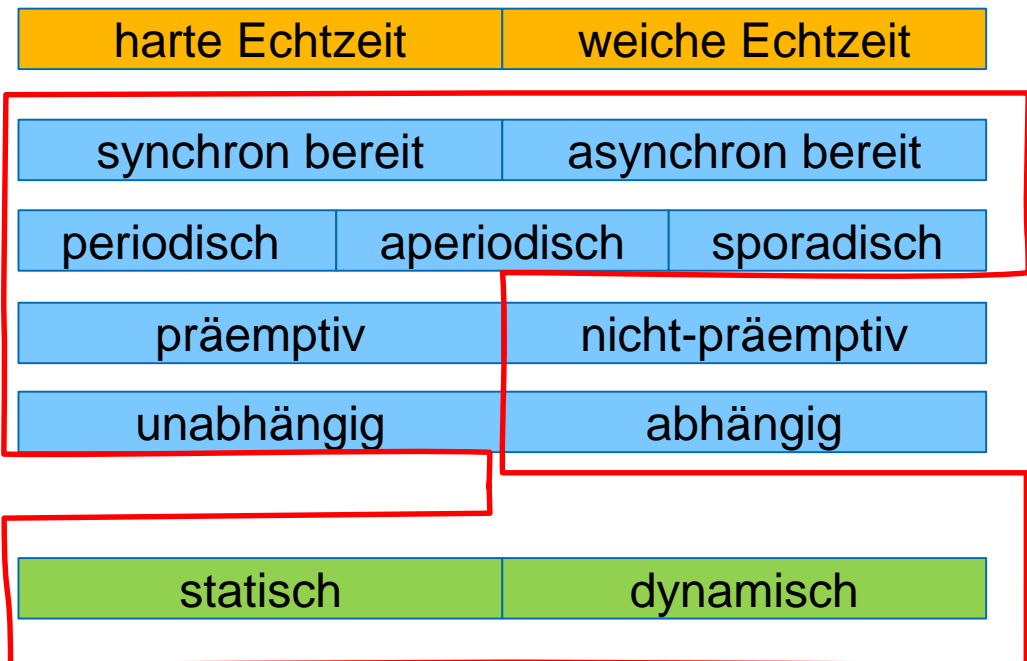 harte Echtzeit weiche Echtzeit
synchron bereit asynchron bereit
periodisch aperiodisch sporadisch
präemptiv nicht-präemptiv
unabhängig abhängig
statisch dynamisch